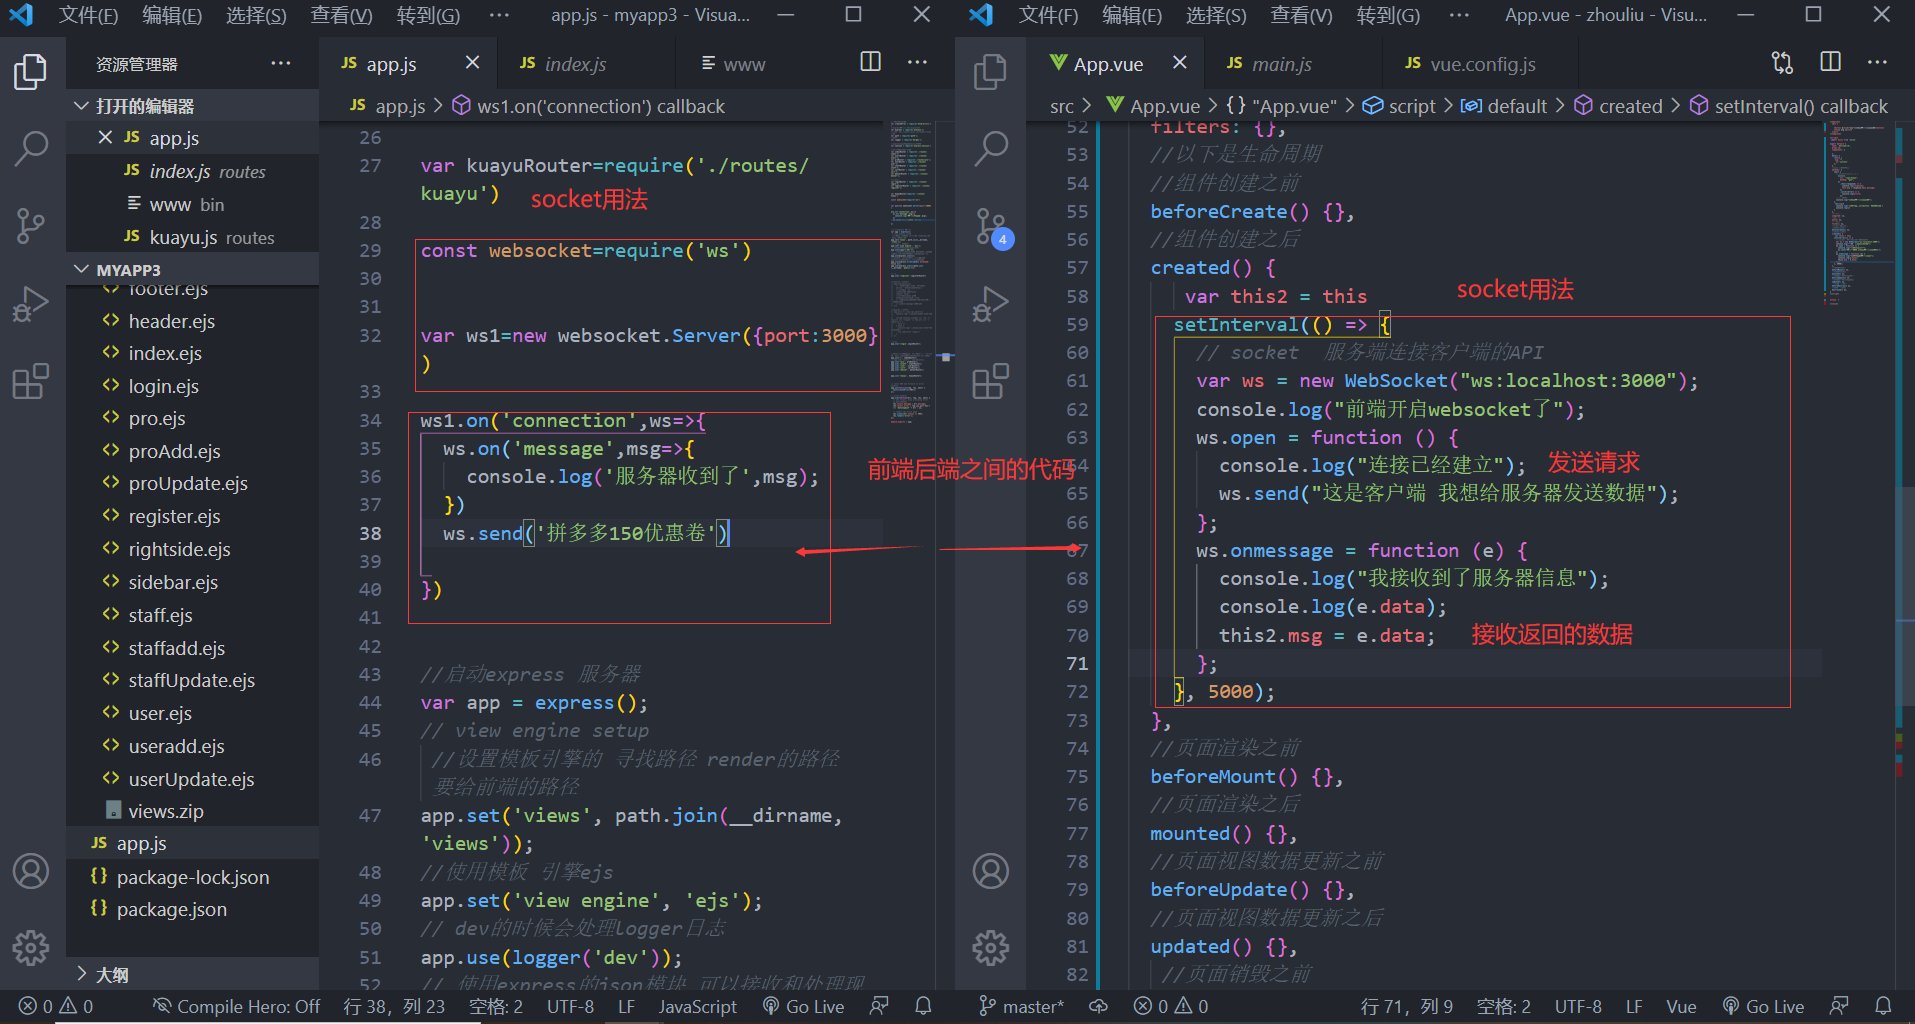 文件(F) 编辑(E) 选择(S) 查看(V) 转到(G) ··· app.js - myapp3 - Visua...
资源管理器 ···
打开的编辑器
app.js
index.js routes
www bin
kuayu.js routes
MYAPP3
footer.ejs
header.ejs
index.ejs
login.ejs
pro.ejs
proAdd.ejs
proUpdate.ejs
register.ejs
rightside.ejs
sidebar.ejs
staff.ejs
staffadd.ejs
staffUpdate.ejs
user.ejs
useradd.ejs
userUpdate.ejs
views.zip
JS app.js
{} package-lock.json
{} package.json
大纲
JS app.js JS index.js www ···
JS app.js > ws1.on('connection') callback
26
27 var kuayuRouter=require('./routes/
kuayu')
socket用法
28
29 const websocket=require('ws')
30
31
32 var ws1=new websocket.Server({port:3000}
)
33
34 ws1.on('connection',ws=>{
35 ws.on('message',msg=>{
36 console.log('服务器收到了',msg);
37 })
38 ws.send('拼多多150优惠卷')
39
40 })
41
42
43 //启动express 服务器
44 var app = express();
45 // view engine setup
46 //设置模板引擎的 寻找路径 render的路径
要给前端的路径
47 app.set('views', path.join(__dirname,
'views'));
48 //使用模板 引擎ejs
49 app.set('view engine', 'ejs');
50 // dev的时候会处理logger日志
51 app.use(logger('dev'));
52 // 使用express的json模块 可以接收和处理现
前端后端之间的代码
0 0 Compile Hero: Off 行 38，列 23 空格: 2 UTF-8 LF JavaScript Go Live
文件(F) 编辑(E) 选择(S) 查看(V) 转到(G) ··· App.vue - zhouliu - Visu...
4
App.vue JS main.js JS vue.config.js ···
src > App.vue > {} "App.vue" > script > default > created > setInterval() callback
52 filters: {},
53 //以下是生命周期
54 //组件创建之前
55 beforeCreate() {},
56 //组件创建之后
57 created() {
58 var this2 = this
socket用法
59 setInterval(() => {
60 // socket 服务端连接客户端的API
61 var ws = new WebSocket("ws:localhost:3000");
62 console.log("前端开启websocket了");
63 ws.open = function () {
64 console.log("连接已经建立"); 发送请求
65 ws.send("这是客户端 我想给服务器发送数据");
66 };
67 ws.onmessage = function (e) {
68 console.log("我接收到了服务器信息");
69 console.log(e.data);
70 this2.msg = e.data; 接收返回的数据
71 };
72 }, 5000);
73 },
74 //页面渲染之前
75 beforeMount() {},
76 //页面渲染之后
77 mounted() {},
78 //页面视图数据更新之前
79 beforeUpdate() {},
80 //页面视图数据更新之后
81 updated() {},
82 //页面销毁之前
master* 0 0 行 71，列 9 空格: 2 UTF-8 LF Vue Go Live